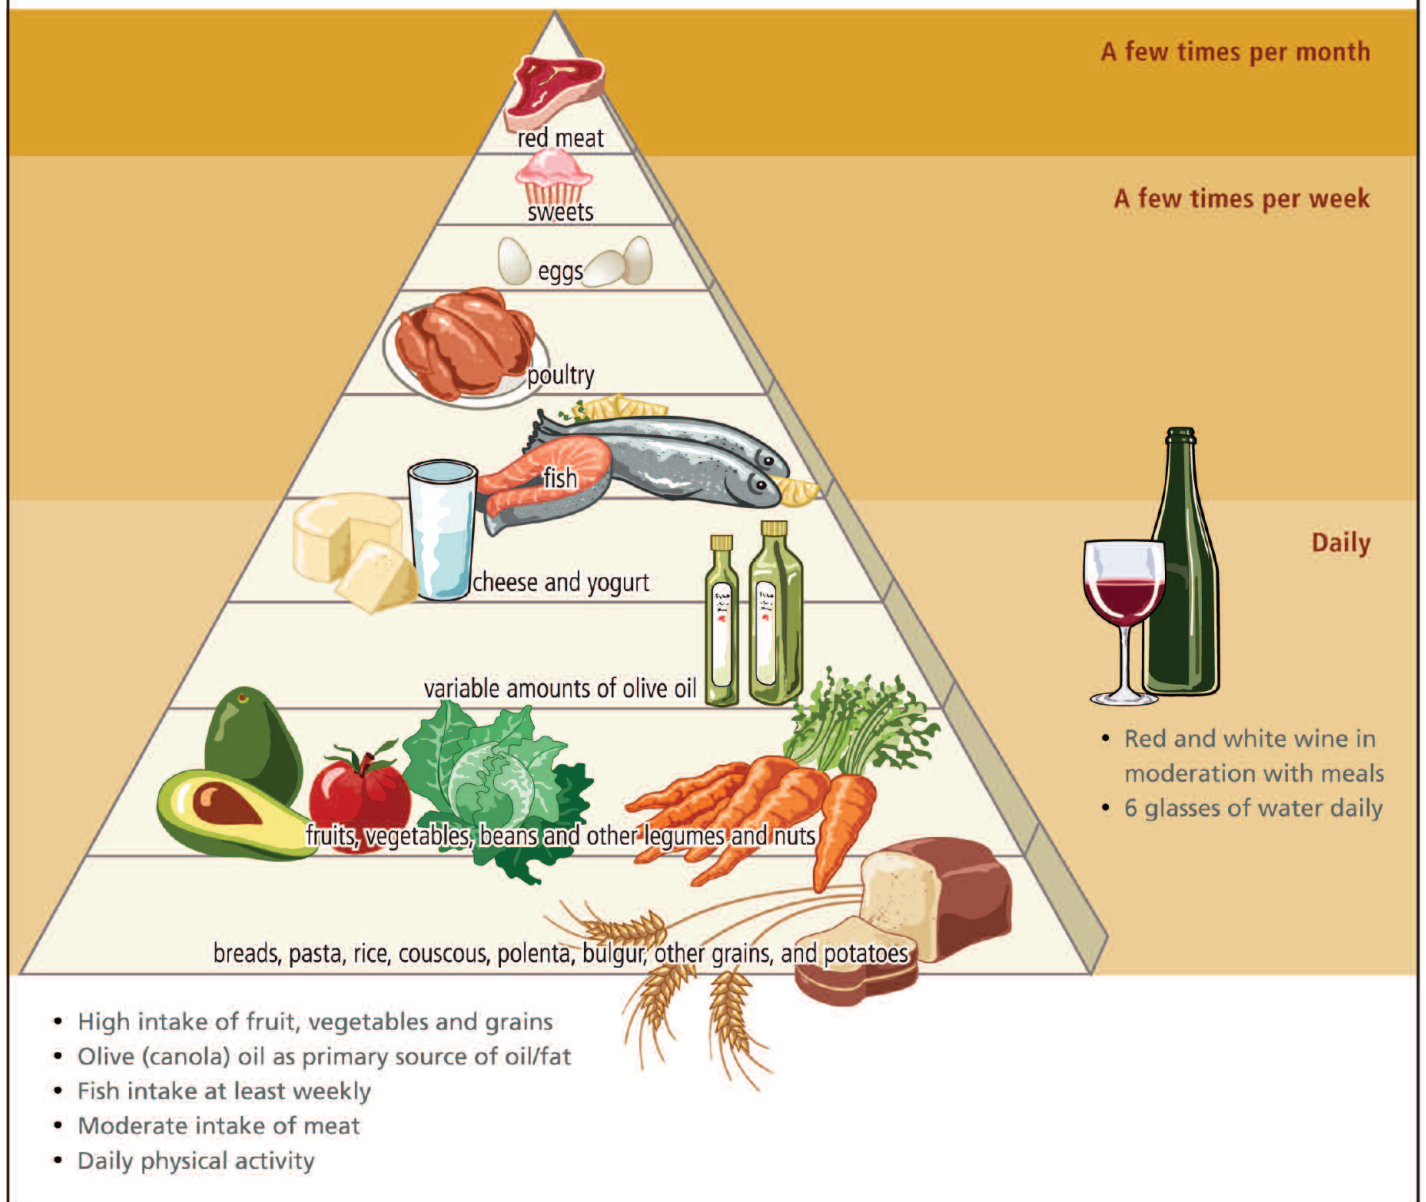 A few times per month
red meat
A few times per week
sweets
eggs
poultry
fish
Daily
cheese and yogurt
variable amounts of olive oil
• Red and white wine in
moderation with meals
• 6 glasses of water daily
fruits, vegetables, beans and other legumes and nuts
breads, pasta, rice, couscous, polenta, bulgur, other grains, and potatoes
• High intake of fruit, vegetables and grains
• Olive (canola) oil as primary source of oil/fat
• Fish intake at least weekly
• Moderate intake of meat
• Daily physical activity